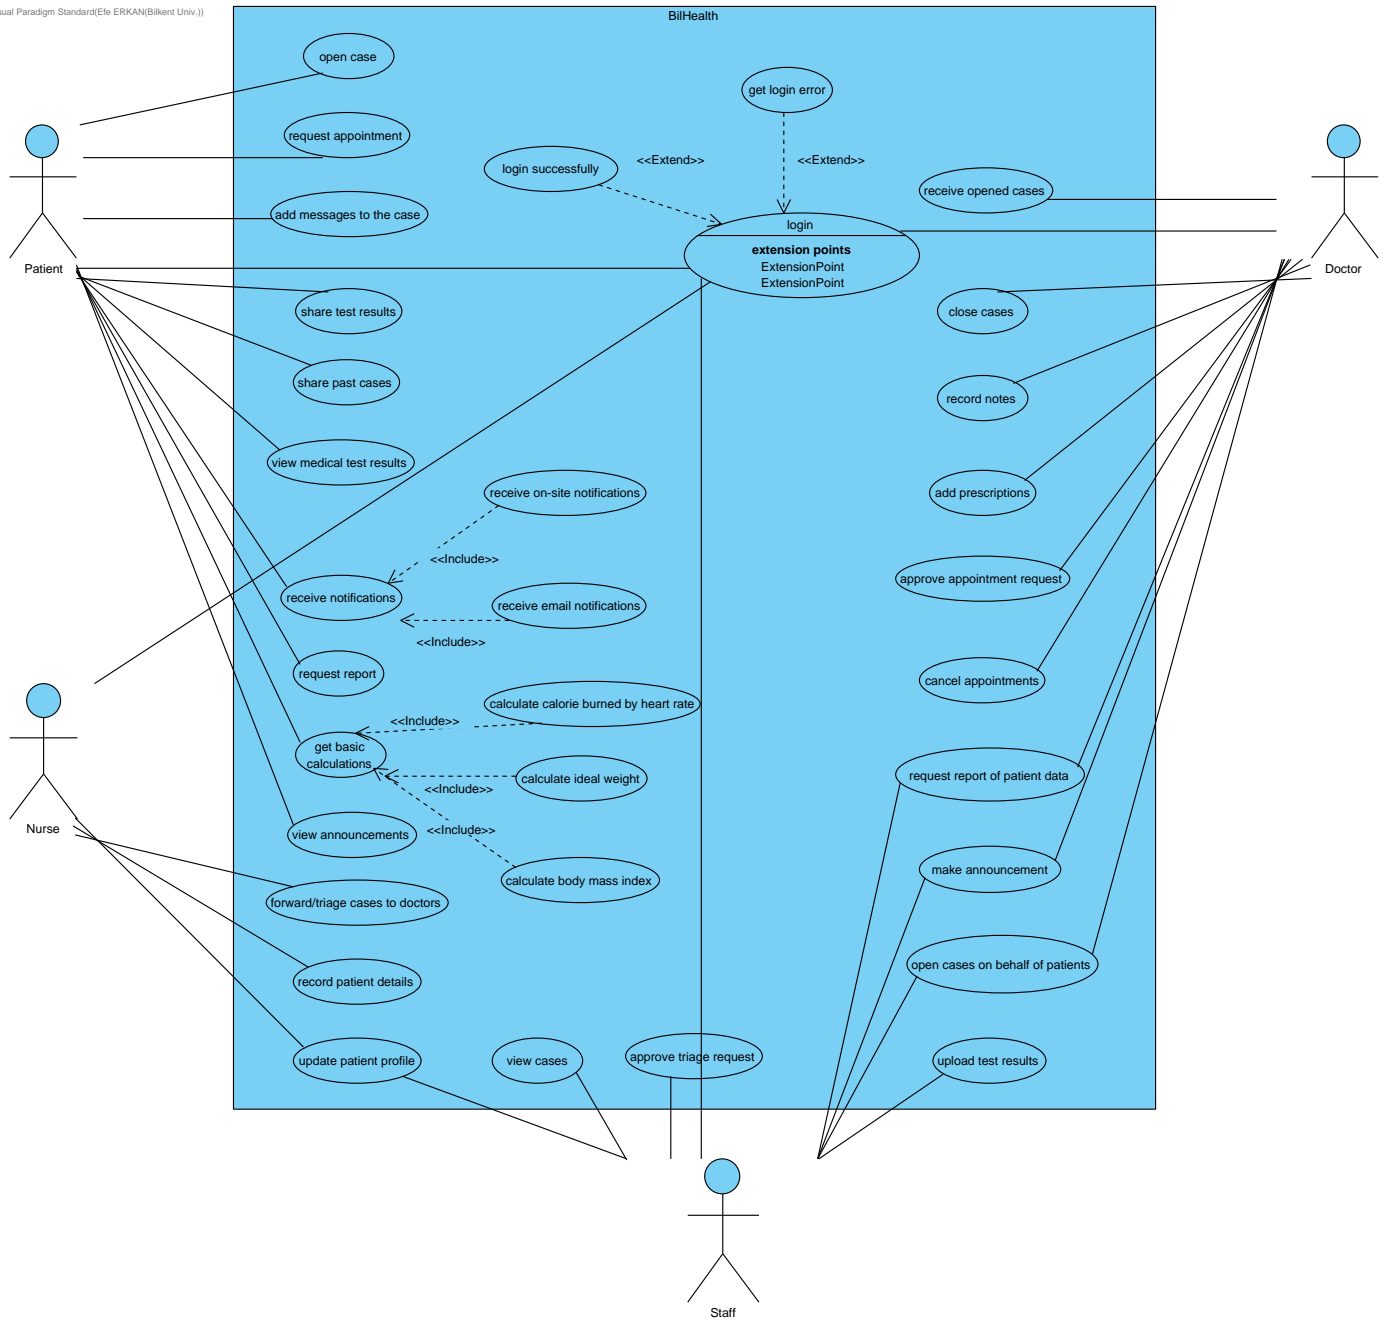 sual Paradigm Standard(Efe ERKAN(Bilkent Univ.))
BilHealth
open case
get login error
request appointment
<<Extend>>
<<Extend>>
login successfully
receive opened cases
add messages to the case
login
extension points
ExtensionPoint
ExtensionPoint
Patient
Doctor
share test results
close cases
share past cases
record notes
view medical test results
receive on-site notifications
add prescriptions
<<Include>>
approve appointment request
receive notifications
receive email notifications
<<Include>>
request report
cancel appointments
calculate calorie burned by heart rate
<<Include>>
get basic
calculations
calculate ideal weight
request report of patient data
<<Include>>
Nurse
view announcements
<<Include>>
make announcement
calculate body mass index
forward/triage cases to doctors
open cases on behalf of patients
record patient details
update patient profile
view cases
approve triage request
upload test results
Staff